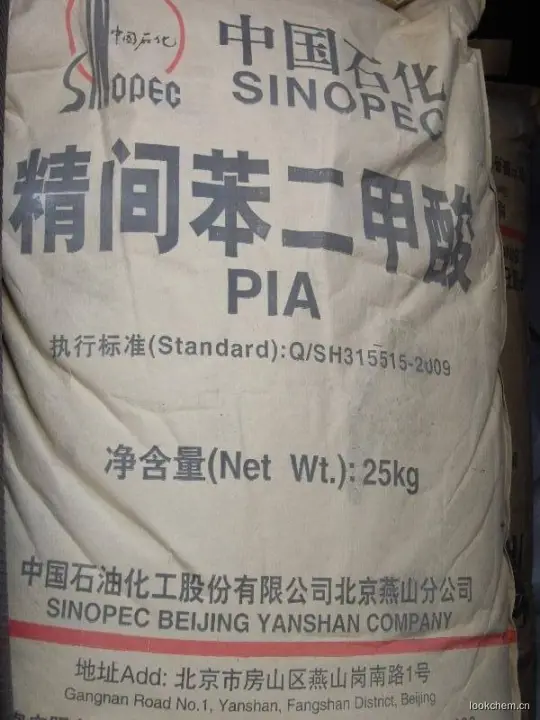 中国石化
SINOPEC
中国石化
SINOPEC
精间苯二甲酸
PIA
执行标准(Standard):Q/SH315515-2009
净含量(Net Wt.): 25kg
中国石油化工股份有限公司北京燕山分公司
SINOPEC BEIJING YANSHAN COMPANY
地址Add: 北京市房山区燕山岗南路1号
Gangnan Road No.1, Yanshan, Fangshan District, Beijing
lookchem.cn